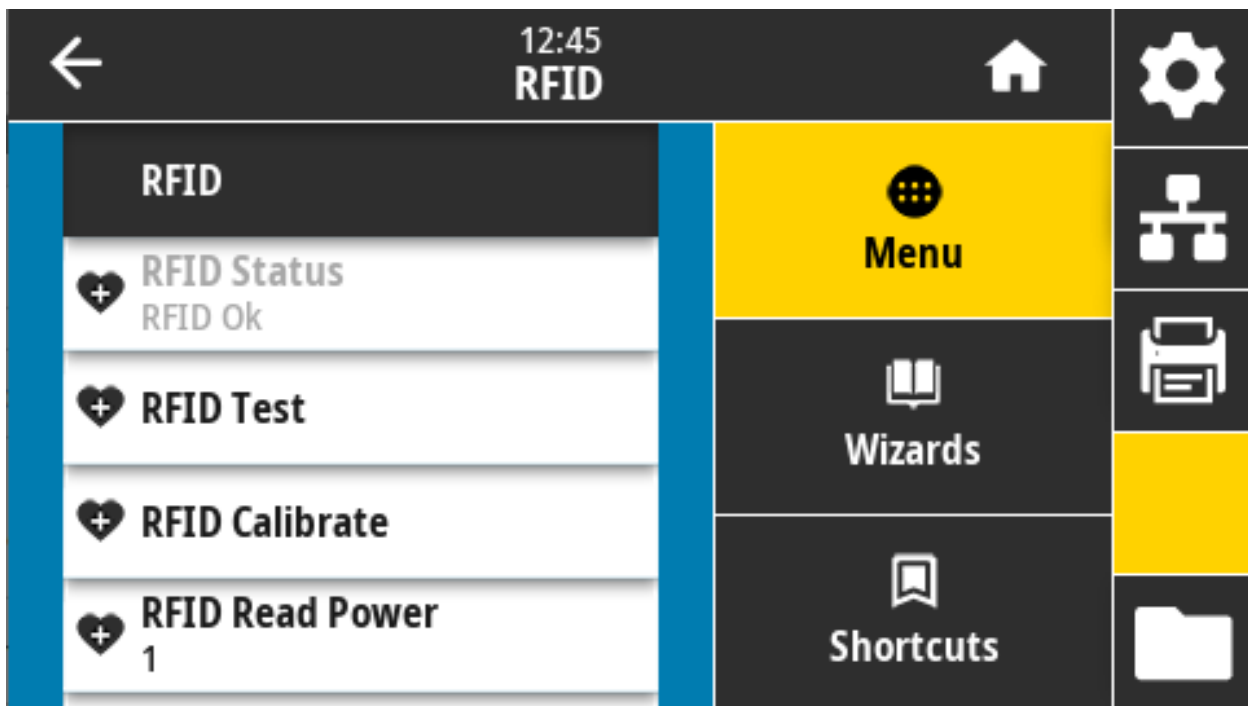 12:45
RFID
RFID
RFID Status
RFID Ok
RFID Test
RFID Calibrate
RFID Read Power
1
Menu
Wizards
Shortcuts